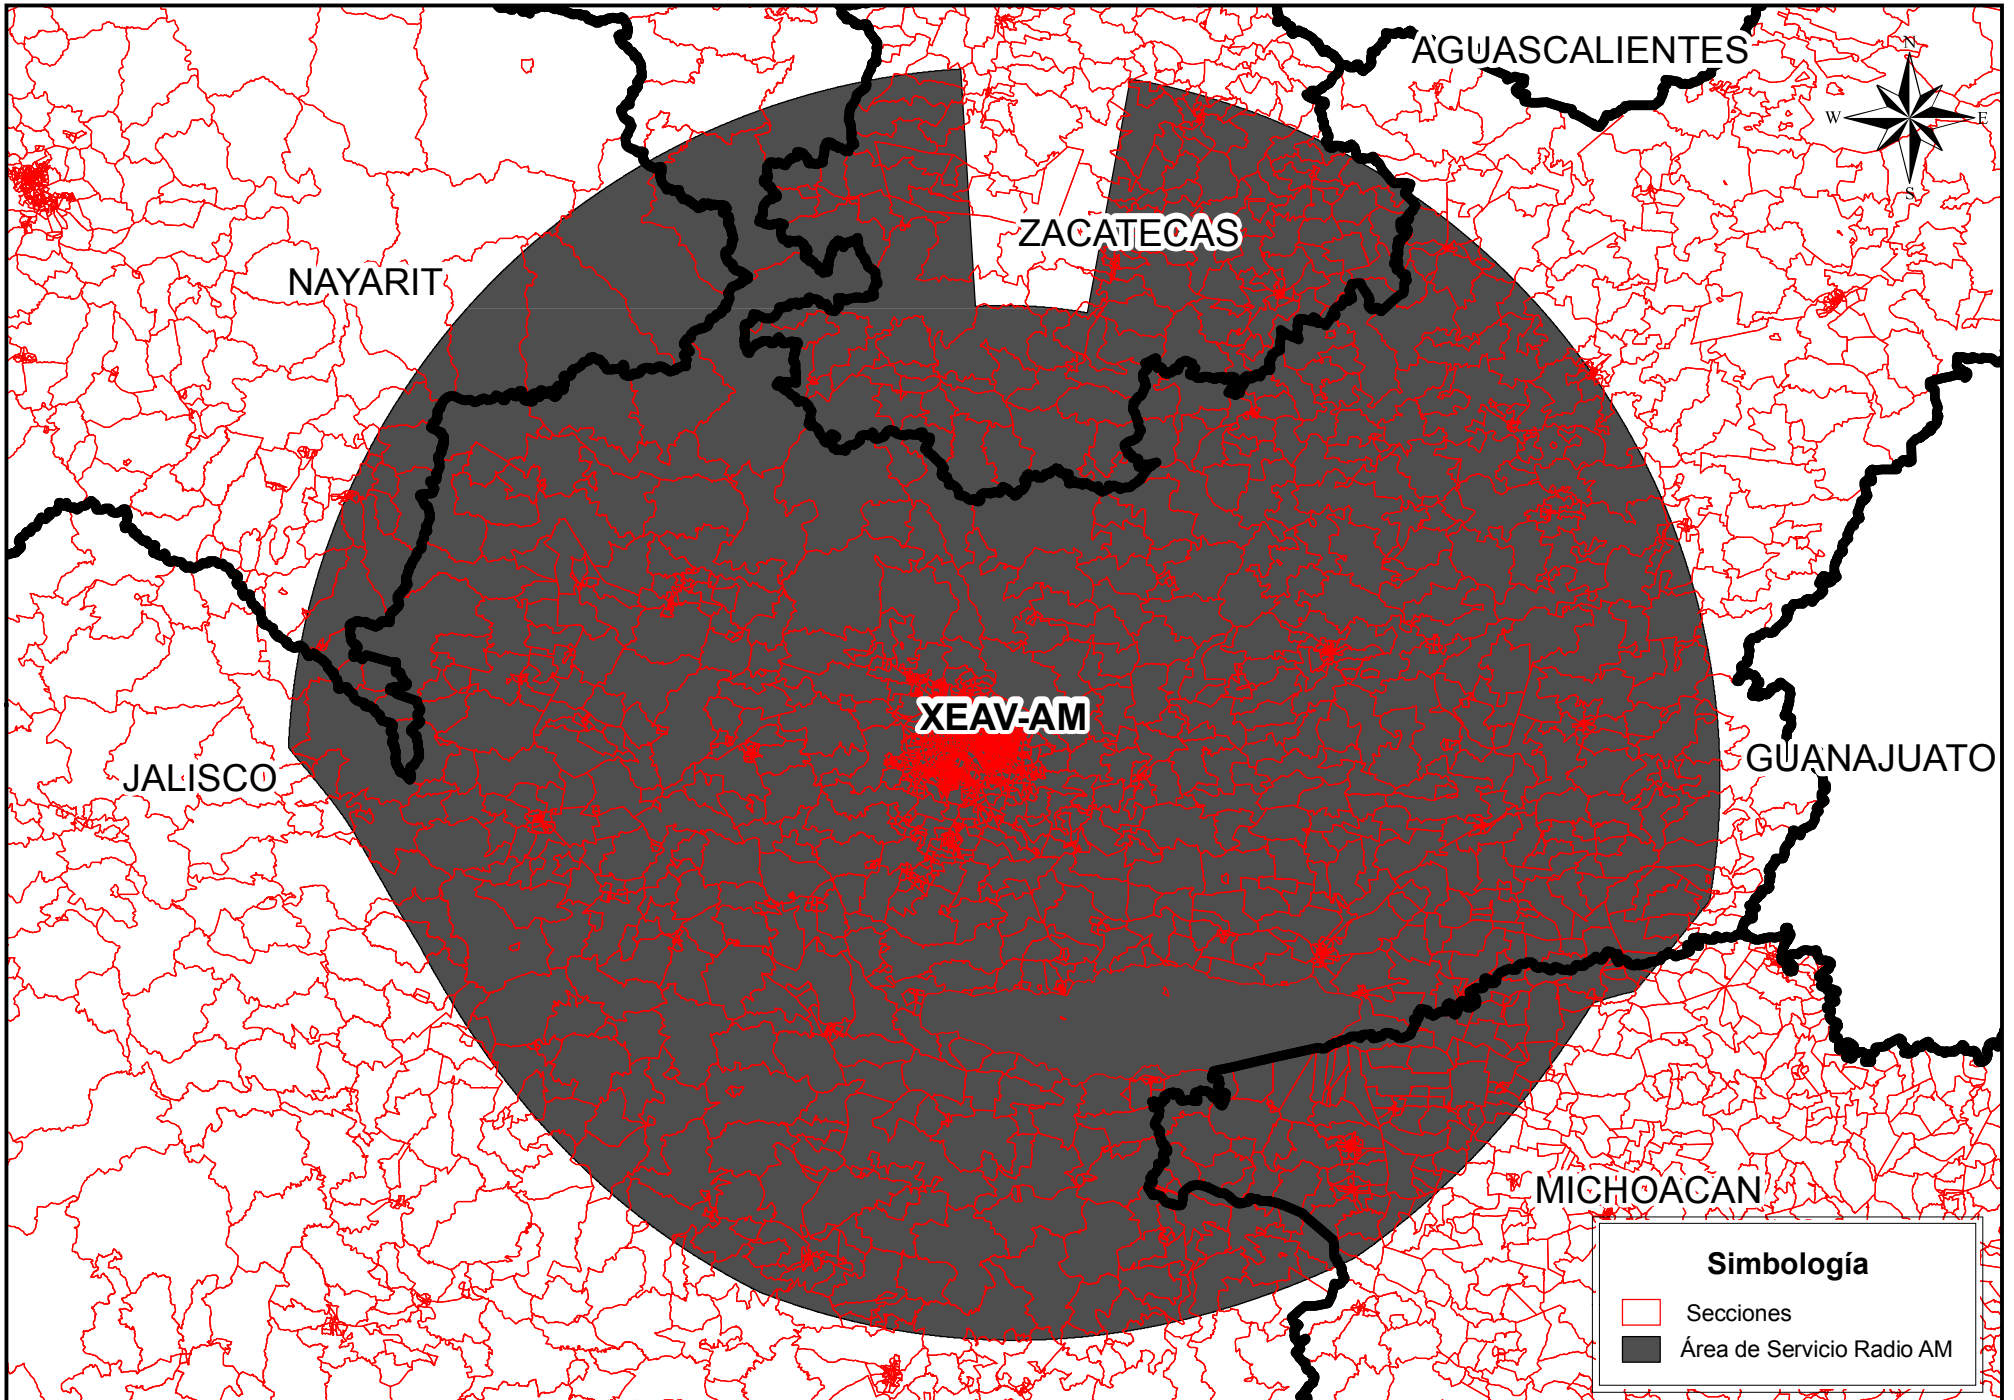 AGUASCALIENTES
N
W
E
S
ZACATECAS
NAYARIT
XEAV-AM
JALISCO
GUANAJUATO
MICHOACAN
Simbología
Secciones
Área de Servicio Radio AM